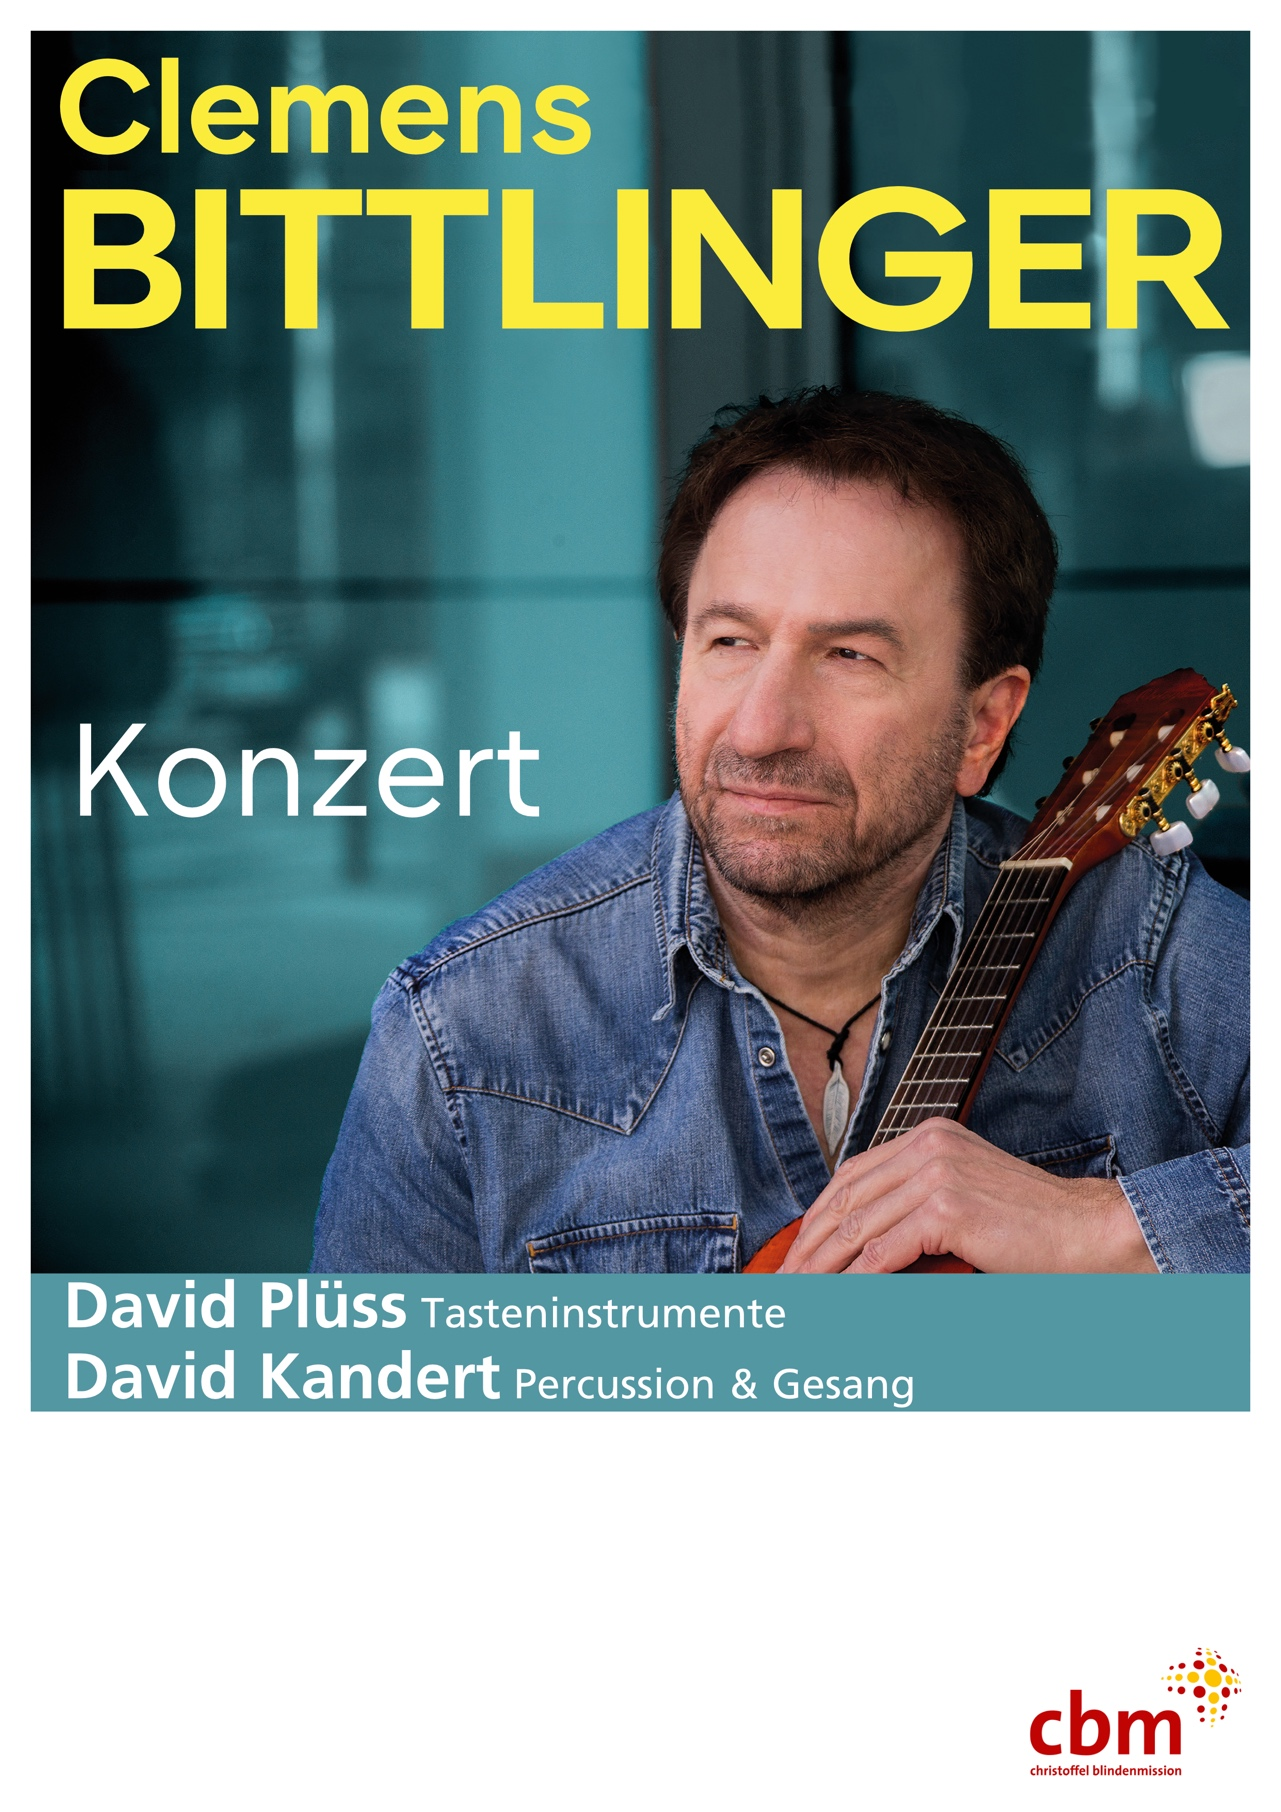 Clemens
BITTLINGER
Konzert
David Plüss Tasteninstrumente
David Kandert Percussion & Gesang
cbm
christoffel blindenmission